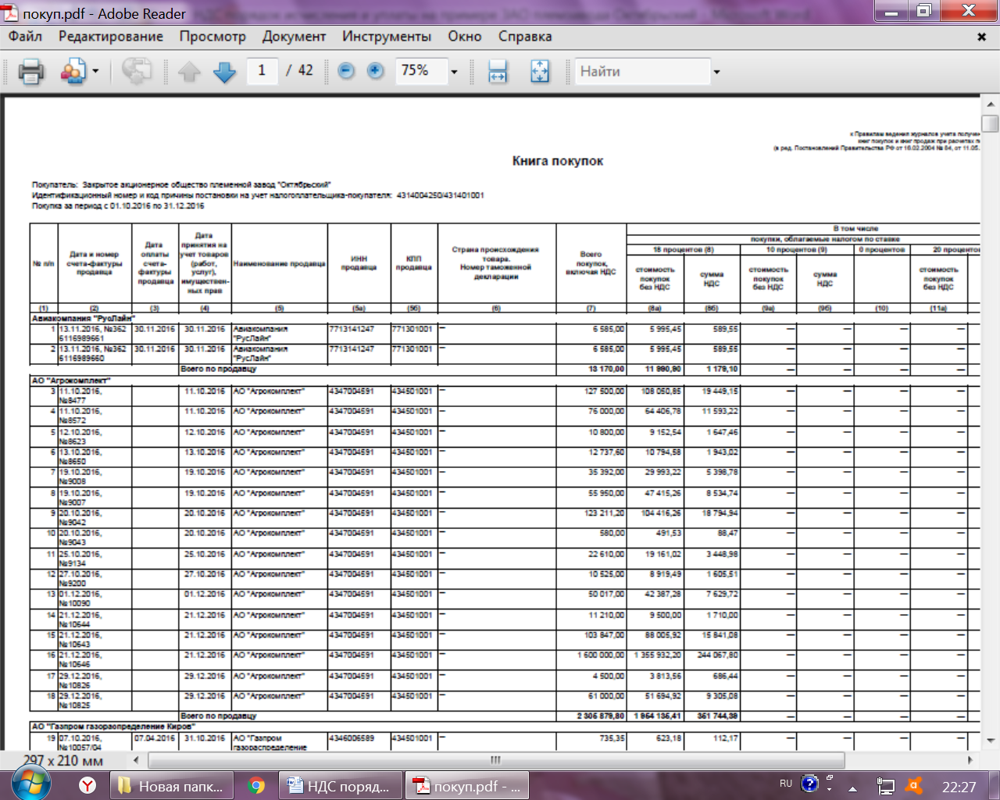 покуп.pdf - Adobe Reader
Файл Редактирование Просмотр Документ Инструменты Окно Справка
1 / 42 75% Найти
к Правилам ведения журналов учета получен
книг покупок и книг продаж при расчетах п
(в ред. Постановлений Правительства РФ от 16.02.2004 № 84, от 11.05.
Книга покупок
Покупатель: Закрытое акционерное общество племенной завод "Октябрьский"
Идентификационный номер и код причины постановки на учет налогоплательщика-покупателя: 4314004250/431401001
Покупка за период с 01.10.2016 по 31.12.2016
№ п/п
Дата и номер
счета-фактуры
продавца
Дата
оплаты
счета-
фактуры
продавца
Дата
принятия на
учет товаров
(работ,
услуг),
имуществен-
ных прав
Наименование продавца
ИНН
продавца
КПП
продавца
Страна происхождения
товара.
Номер таможенной
декларации
Всего
покупок,
включая НДС
В том числе
покупки, облагаемые налогом по ставке
18 процентов (8) 10 процентов (9) 0 процентов 20 процентов
стоимость
покупок
без НДС
сумма
НДС
стоимость
покупок
без НДС
сумма
НДС
стоимость
покупок
без НДС
(1) (2) (3) (4) (5) (5а) (5б) (6) (7) (8а) (8б) (9а) (9б) (10) (11а)
Авиакомпания "РусЛайн"
1 13.11.2016, №362 30.11.2016 30.11.2016 Авиакомпания 7713141247 771301001 — 6 585,00 5 995,45 589,55 — — — —
6116989661 "РусЛайн"
2 13.11.2016, №362 30.11.2016 30.11.2016 Авиакомпания 7713141247 771301001 — 6 585,00 5 995,45 589,55 — — — —
6116989660 "РусЛайн"
Всего по продавцу 13 170,00 11 990,90 1 179,10 — — — —
АО "Агрокомплект"
3 11.10.2016, 11.10.2016 АО "Агрокомплект" 4347004591 434501001 — 127 500,00 108 050,85 19 449,15 — — — —
№8477
4 11.10.2016, 11.10.2016 АО "Агрокомплект" 4347004591 434501001 — 76 000,00 64 406,78 11 593,22 — — — —
№8572
5 12.10.2016, 12.10.2016 АО "Агрокомплект" 4347004591 434501001 — 10 800,00 9 152,54 1 647,46 — — — —
№8623
6 13.10.2016, 13.10.2016 АО "Агрокомплект" 4347004591 434501001 — 12 737,60 10 794,58 1 943,02 — — — —
№8650
7 19.10.2016, 19.10.2016 АО "Агрокомплект" 4347004591 434501001 — 35 392,00 29 993,22 5 398,78 — — — —
№9008
8 19.10.2016, 19.10.2016 АО "Агрокомплект" 4347004591 434501001 — 55 950,00 47 415,26 8 534,74 — — — —
№9007
9 20.10.2016, 20.10.2016 АО "Агрокомплект" 4347004591 434501001 — 123 211,20 104 416,26 18 794,94 — — — —
№9042
10 20.10.2016, 20.10.2016 АО "Агрокомплект" 4347004591 434501001 — 580,00 491,53 88,47 — — — —
№9043
11 25.10.2016, 25.10.2016 АО "Агрокомплект" 4347004591 434501001 — 22 610,00 19 161,02 3 448,98 — — — —
№9134
12 27.10.2016, 27.10.2016 АО "Агрокомплект" 4347004591 434501001 — 10 525,00 8 919,49 1 605,51 — — — —
№9200
13 01.12.2016, 01.12.2016 АО "Агрокомплект" 4347004591 434501001 — 50 017,00 42 387,28 7 629,72 — — — —
№10090
14 21.12.2016, 21.12.2016 АО "Агрокомплект" 4347004591 434501001 — 11 210,00 9 500,00 1 710,00 — — — —
№10644
15 21.12.2016, 21.12.2016 АО "Агрокомплект" 4347004591 434501001 — 103 847,00 88 005,92 15 841,08 — — — —
№10643
16 21.12.2016, 21.12.2016 АО "Агрокомплект" 4347004591 434501001 — 1 600 000,00 1 355 932,20 244 067,80 — — — —
№10646
17 29.12.2016, 29.12.2016 АО "Агрокомплект" 4347004591 434501001 — 4 500,00 3 813,56 686,44 — — — —
№10826
18 29.12.2016, 29.12.2016 АО "Агрокомплект" 4347004591 434501001 — 61 000,00 51 694,92 9 305,08 — — — —
№10825
Всего по продавцу 2 305 879,80 1 954 135,41 351 744,39 — — — —
АО "Газпром газораспределение Киров"
19 07.10.2016, 07.04.2016 31.10.2016 АО "Газпром 4346006589 434501001 — 735,35 623,18 112,17 — — — —
№10057/04 газораспределение
297 x 210 мм
Новая папк... НДС поряд... покуп.pdf - ... RU 22:27